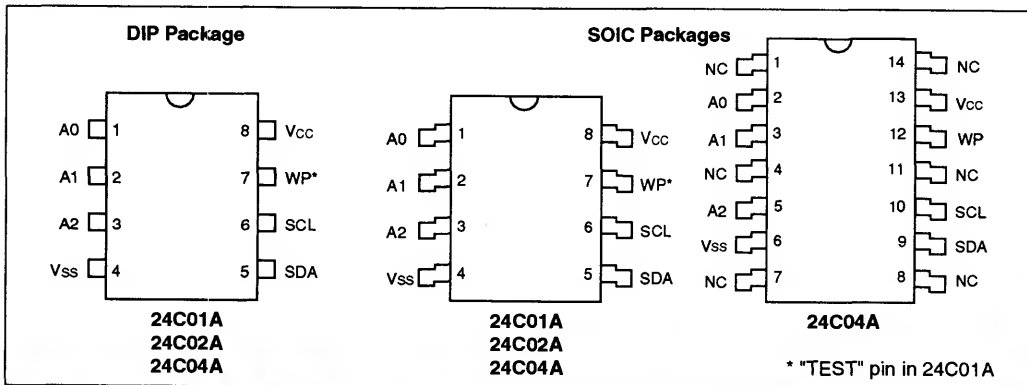 DIP Package
A0 1 8 VCC
A1 2 7 WP*
A2 3 6 SCL
VSS 4 5 SDA
24C01A
24C02A
24C04A
SOIC Packages
A0 1 8 VCC
A1 2 7 WP*
A2 3 6 SCL
VSS 4 5 SDA
24C01A
24C02A
24C04A
NC 1 14 NC
A0 2 13 VCC
A1 3 12 WP
NC 4 11 NC
A2 5 10 SCL
VSS 6 9 SDA
NC 7 8 NC
24C04A
* "TEST" pin in 24C01A